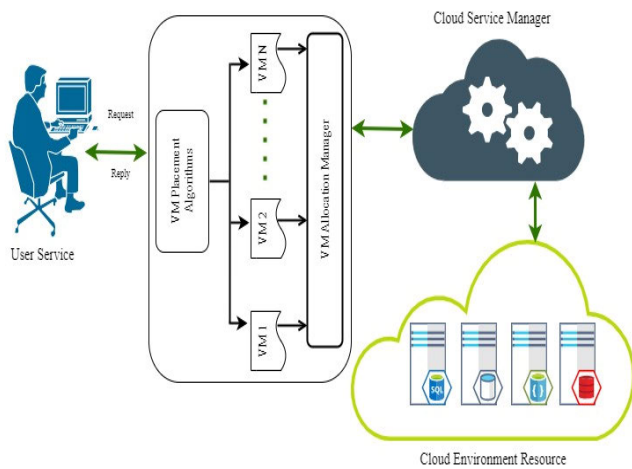 Cloud Service Manager
Request
Reply
User Service
VM Placement
Algorithms
VMN
VM 2
VM 1
VM Allocation Manager
SQL
{ }
Cloud Environment Resource